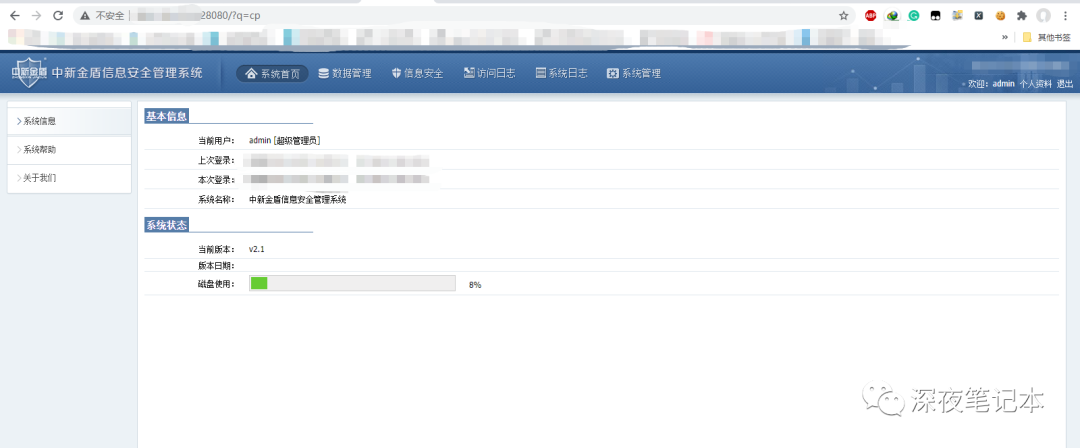 不安全
28080/?q=cp
其他书签
中新金盾
中新金盾信息安全管理系统
系统首页
数据管理
信息安全
访问日志
系统日志
系统管理
欢迎: admin 个人资料 退出
系统信息
系统帮助
关于我们
基本信息
当前用户: admin [超级管理员]
上次登录:
本次登录:
系统名称: 中新金盾信息安全管理系统
系统状态
当前版本: v2.1
版本日期:
磁盘使用: 8%
深夜笔记本